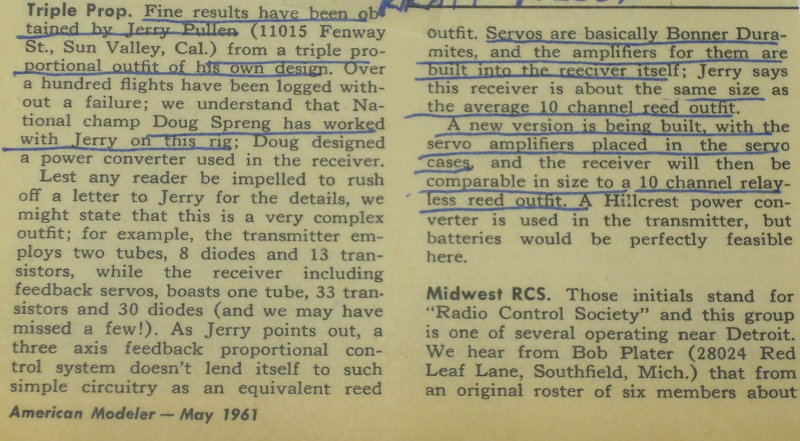 Triple Prop. Fine results have been ob-
tained by Jerry Pullen (11015 Fenway
St., Sun Valley, Cal.) from a triple pro-
portional outfit of his own design. Over
a hundred flights have been logged with-
out a failure; we understand that Na-
tional champ Doug Spreng has worked
with Jerry on this rig; Doug designed
a power converter used in the receiver.
Lest any reader be impelled to rush
off a letter to Jerry for the details, we
might state that this is a very complex
outfit; for example, the transmitter em-
ploys two tubes, 8 diodes and 13 tran-
sistors, while the receiver including
feedback servos, boasts one tube, 33 tran-
sistors and 30 diodes (and we may have
missed a few!). As Jerry points out, a
three axis feedback proportional con-
trol system doesn't lend itself to such
simple circuitry as an equivalent reed
American Modeler — May 1961
outfit. Servos are basically Bonner Dura-
mites, and the amplifiers for them are
built into the reeciver itself; Jerry says
this receiver is about the same size as
the average 10 channel reed outfit.
A new version is being built, with the
servo amplifiers placed in the servo
cases, and the receiver will then be
comparable in size to a 10 channel relay-
less reed outfit. A Hillcrest power con-
verter is used in the transmitter, but
batteries would be perfectly feasible
here.
Midwest RCS. Those initials stand for
"Radio Control Society" and this group
is one of several operating near Detroit.
We hear from Bob Plater (28024 Red
Leaf Lane, Southfield, Mich.) that from
an original roster of six members about